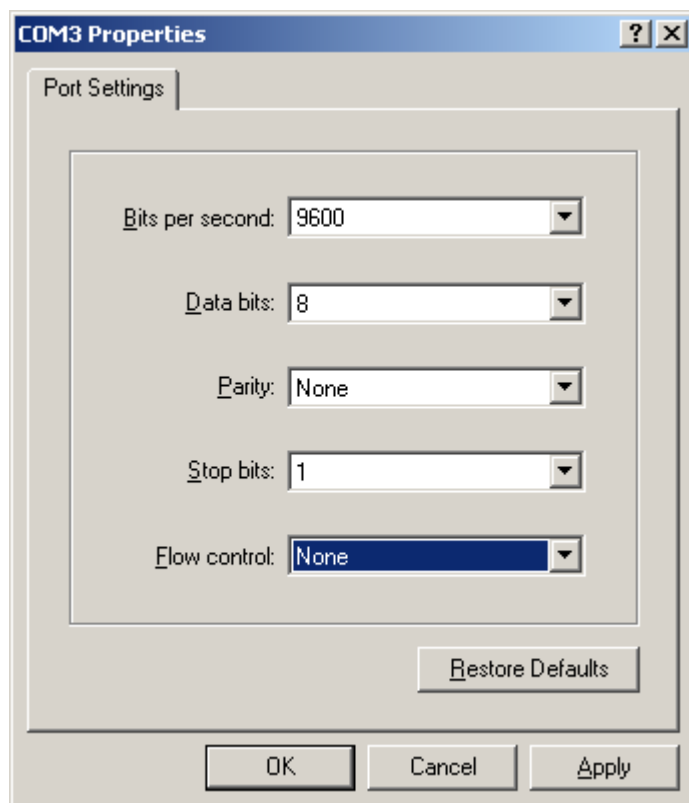 COM3 Properties
Port Settings
Bits per second: 9600
Data bits: 8
Parity: None
Stop bits: 1
Flow control: None
Restore Defaults
OK Cancel Apply